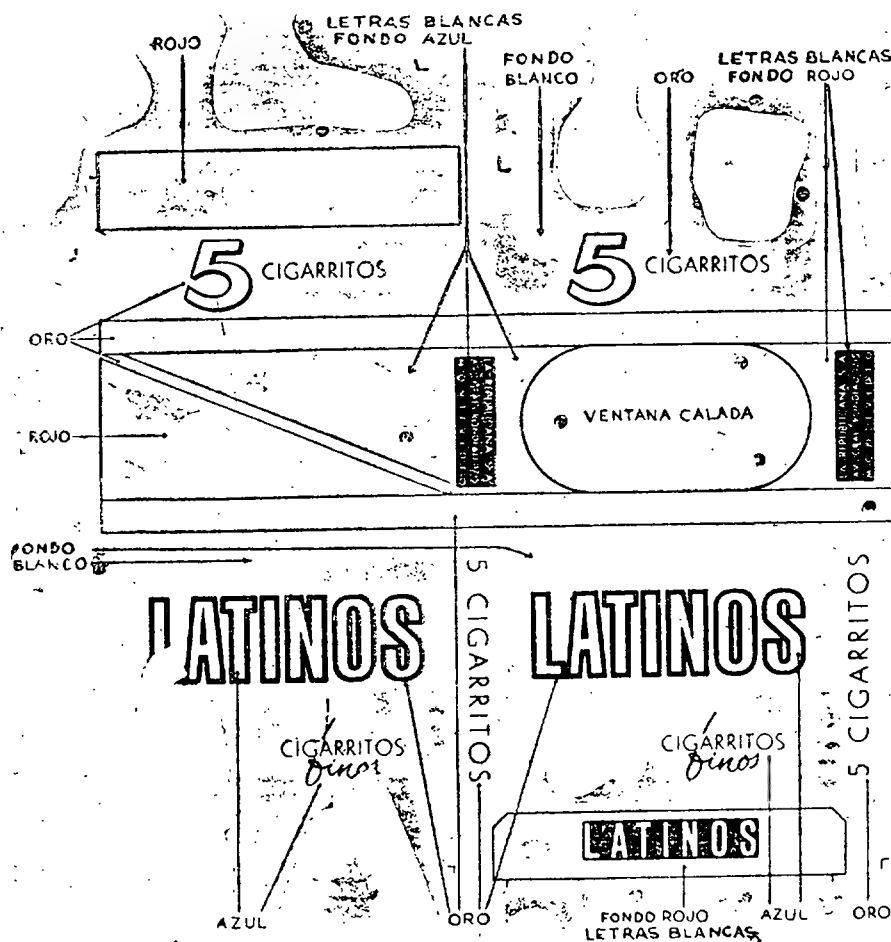 ROJO
LETRAS BLANCAS
FONDO AZUL
FONDO
BLANCO
ORO
LETRAS BLANCAS
FONDO ROJO
5 CIGARRITOS
5 CIGARRITOS
ORO
ROJO
VENTANA CALADA
FONDO
BLANCO
LATINOS
5 CIGARRITOS
LATINOS
5 CIGARRITOS
CIGARRITOS
finos
CIGARRITOS
finos
LATINOS
AZUL
ORO
FONDO ROJO
LETRAS BLANCAS
AZUL
ORO